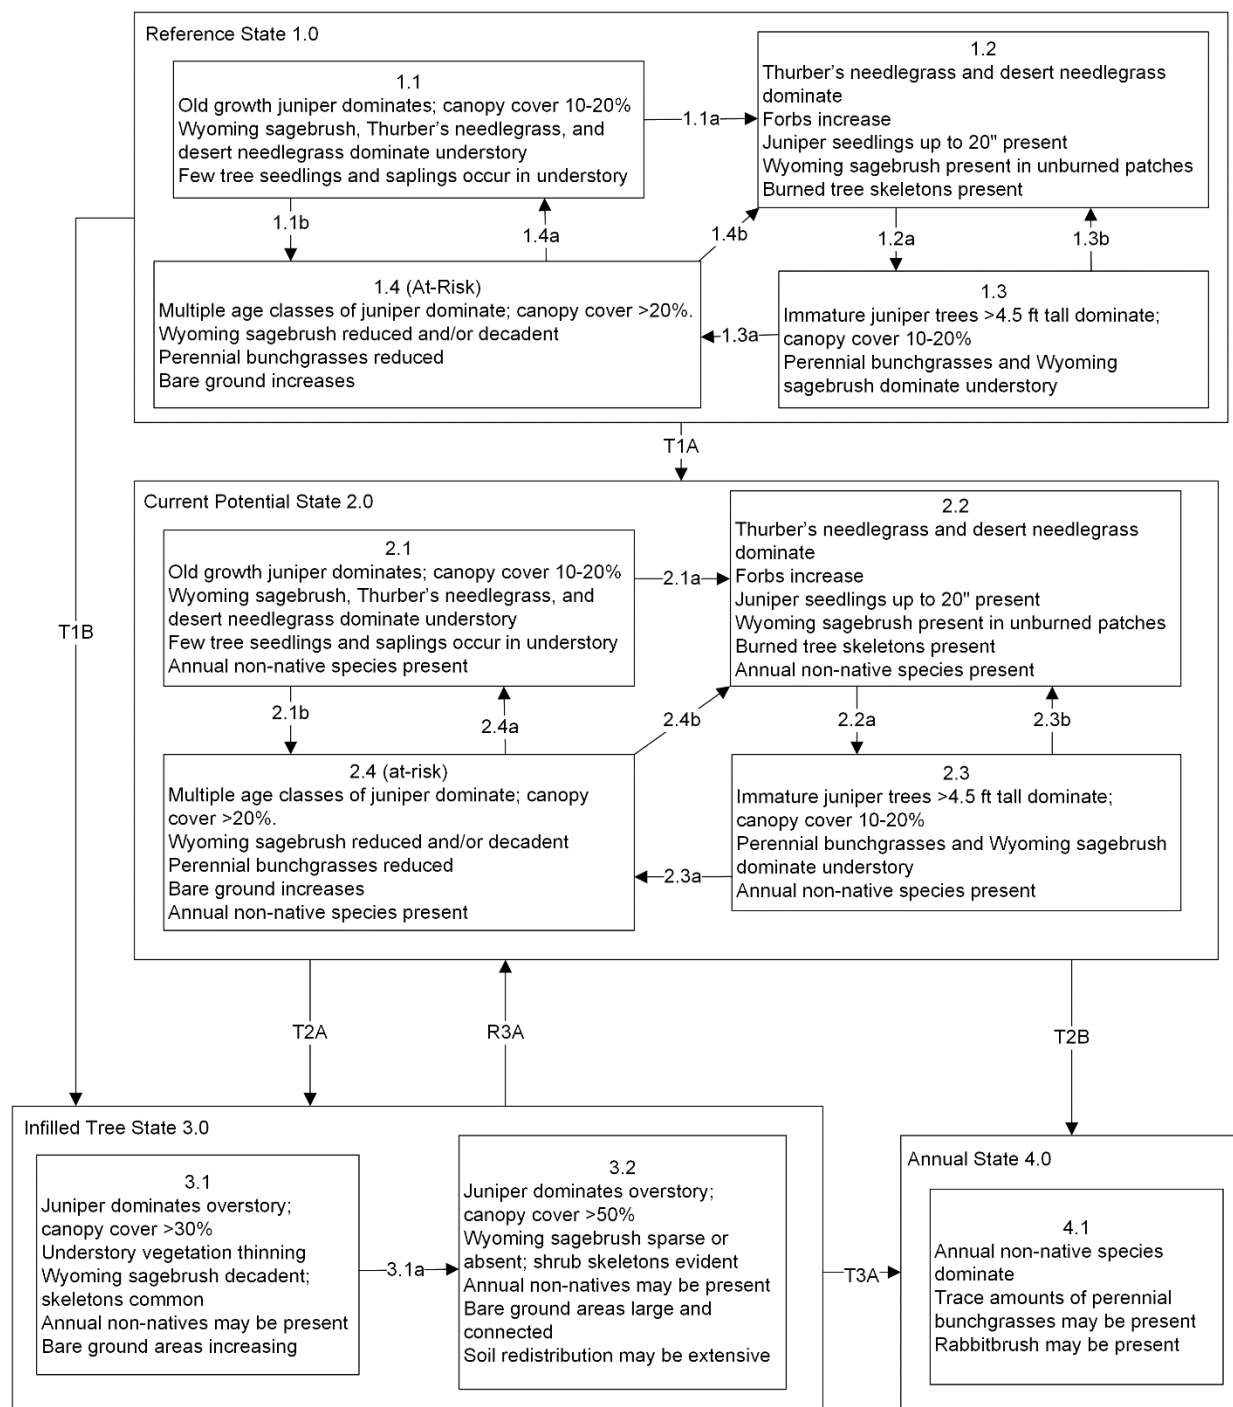 Reference State 1.0
1.1
Old growth juniper dominates; canopy cover 10-20%
Wyoming sagebrush, Thurber's needlegrass, and
desert needlegrass dominate understory
Few tree seedlings and saplings occur in understory
1.1a
1.2
Thurber's needlegrass and desert needlegrass
dominate
Forbs increase
Juniper seedlings up to 20" present
Wyoming sagebrush present in unburned patches
Burned tree skeletons present
1.1b
1.4a
1.4b
1.2a
1.3b
1.4 (At-Risk)
Multiple age classes of juniper dominate; canopy cover >20%.
Wyoming sagebrush reduced and/or decadent
Perennial bunchgrasses reduced
Bare ground increases
1.3a
1.3
Immature juniper trees >4.5 ft tall dominate;
canopy cover 10-20%
Perennial bunchgrasses and Wyoming
sagebrush dominate understory
T1A
T1B
Current Potential State 2.0
2.1
Old growth juniper dominates; canopy cover 10-20%
Wyoming sagebrush, Thurber's needlegrass, and
desert needlegrass dominate understory
Few tree seedlings and saplings occur in understory
Annual non-native species present
2.1a
2.2
Thurber's needlegrass and desert needlegrass
dominate
Forbs increase
Juniper seedlings up to 20" present
Wyoming sagebrush present in unburned patches
Burned tree skeletons present
Annual non-native species present
2.1b
2.4a
2.4b
2.2a
2.3b
2.4 (at-risk)
Multiple age classes of juniper dominate; canopy
cover >20%.
Wyoming sagebrush reduced and/or decadent
Perennial bunchgrasses reduced
Bare ground increases
Annual non-native species present
2.3a
2.3
Immature juniper trees >4.5 ft tall dominate;
canopy cover 10-20%
Perennial bunchgrasses and Wyoming sagebrush
dominate understory
Annual non-native species present
T2A
R3A
T2B
Infilled Tree State 3.0
3.1
Juniper dominates overstory;
canopy cover >30%
Understory vegetation thinning
Wyoming sagebrush decadent;
skeletons common
Annual non-natives may be present
Bare ground areas increasing
3.1a
3.2
Juniper dominates overstory;
canopy cover >50%
Wyoming sagebrush sparse or
absent; shrub skeletons evident
Annual non-natives may be present
Bare ground areas large and
connected
Soil redistribution may be extensive
T3A
Annual State 4.0
4.1
Annual non-native species
dominate
Trace amounts of perennial
bunchgrasses may be present
Rabbitbrush may be present